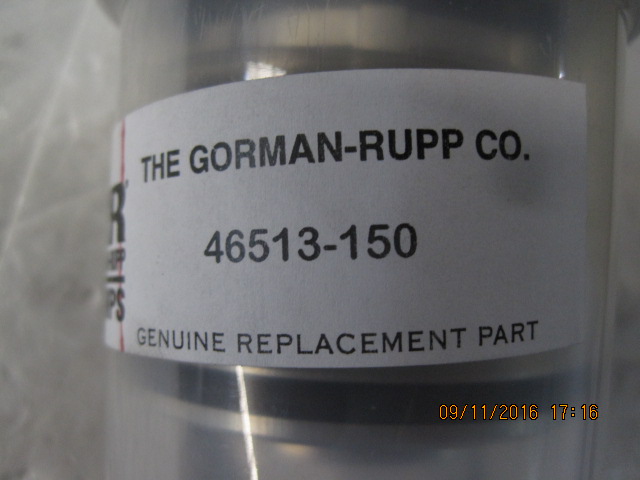 THE GORMAN-RUPP CO.
46513-150
GENUINE REPLACEMENT PART
09/11/2016 17:16